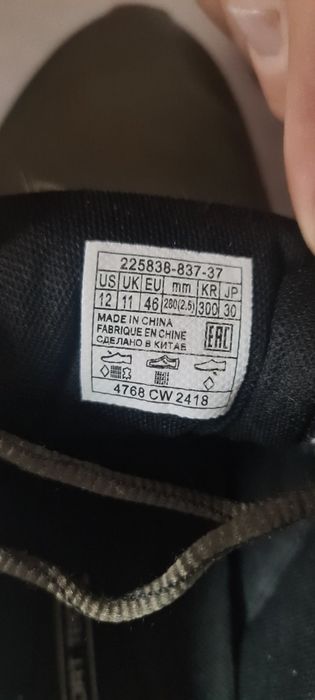 225838-837-37
US UK EU mm KR JP
12 11 46 280(2,5) 300 30
MADE IN CHINA
FABRIQUE EN CHINE
СДЕЛАНО В КИТАЕ
EAC
4768 CW 2418